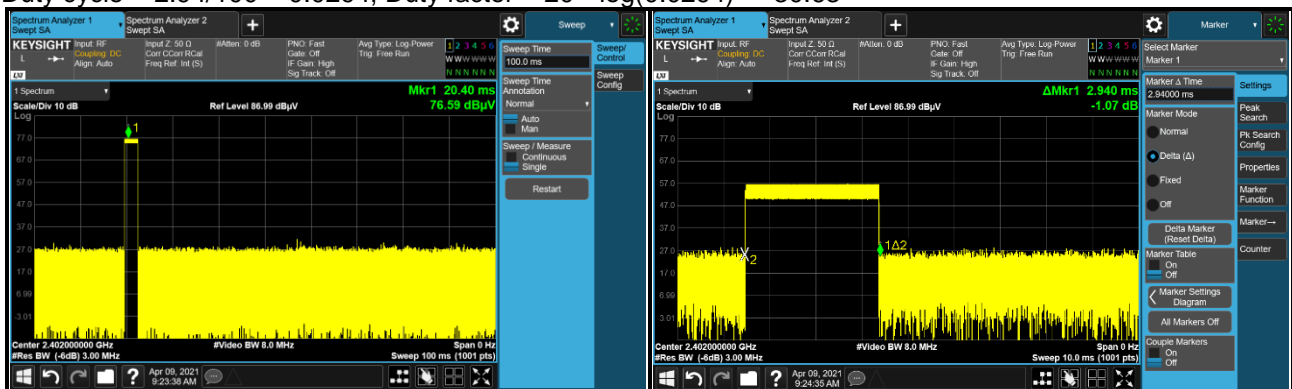 Spectrum Analyzer 1
Swept SA
Spectrum Analyzer 2
Swept SA
+
Sweep
KEYSIGHT
L
LXI
Input: RF
Coupling: DC
Align: Auto
Input Z: 50 Ω
Corr CCorr RCal
Freq Ref: Int (S)
#Atten: 0 dB
PNO: Fast
Gate: Off
IF Gain: High
Sig Track: Off
Avg Type: Log-Power
Trig: Free Run
1 2 3 4 5 6
W W W W W W
N N N N N N
1 Spectrum
Scale/Div 10 dB
Log
Ref Level 86.99 dBµV
Mkr1 20.40 ms
76.59 dBµV
1
77.0
67.0
57.0
47.0
37.0
27.0
17.0
6.99
-3.01
Center 2.402000000 GHz
#Res BW (-6dB) 3.00 MHz
#Video BW 8.0 MHz
Span 0 Hz
Sweep 100 ms (1001 pts)
Apr 09, 2021
9:23:38 AM
Sweep Time
100.0 ms
Sweep Time
Annotation
Normal
Auto
Man
Sweep / Measure
Continuous
Single
Restart
Sweep/
Control
Sweep
Config
Spectrum Analyzer 1
Swept SA
Spectrum Analyzer 2
Swept SA
+
Marker
KEYSIGHT
L
LXI
Input: RF
Coupling: DC
Align: Auto
Input Z: 50 Ω
Corr CCorr RCal
Freq Ref: Int (S)
#Atten: 0 dB
PNO: Fast
Gate: Off
IF Gain: High
Sig Track: Off
Avg Type: Log-Power
Trig: Free Run
1 2 3 4 5 6
W W W W W W
N N N N N N
1 Spectrum
Scale/Div 10 dB
Log
Ref Level 86.99 dBµV
ΔMkr1 2.940 ms
-1.07 dB
77.0
67.0
57.0
47.0
37.0
27.0
17.0
6.99
-3.01
X2
1Δ2
Center 2.402000000 GHz
#Res BW (-6dB) 3.00 MHz
#Video BW 8.0 MHz
Span 0 Hz
Sweep 10.0 ms (1001 pts)
Apr 09, 2021
9:24:35 AM
Select Marker
Marker 1
Marker Δ Time
2.94000 ms
Marker Mode
Normal
Delta (Δ)
Fixed
Off
Delta Marker
(Reset Delta)
Marker Table
On
Off
Marker Settings
Diagram
All Markers Off
Couple Markers
On
Off
Settings
Peak
Search
Pk Search
Config
Properties
Marker
Function
Marker→
Counter